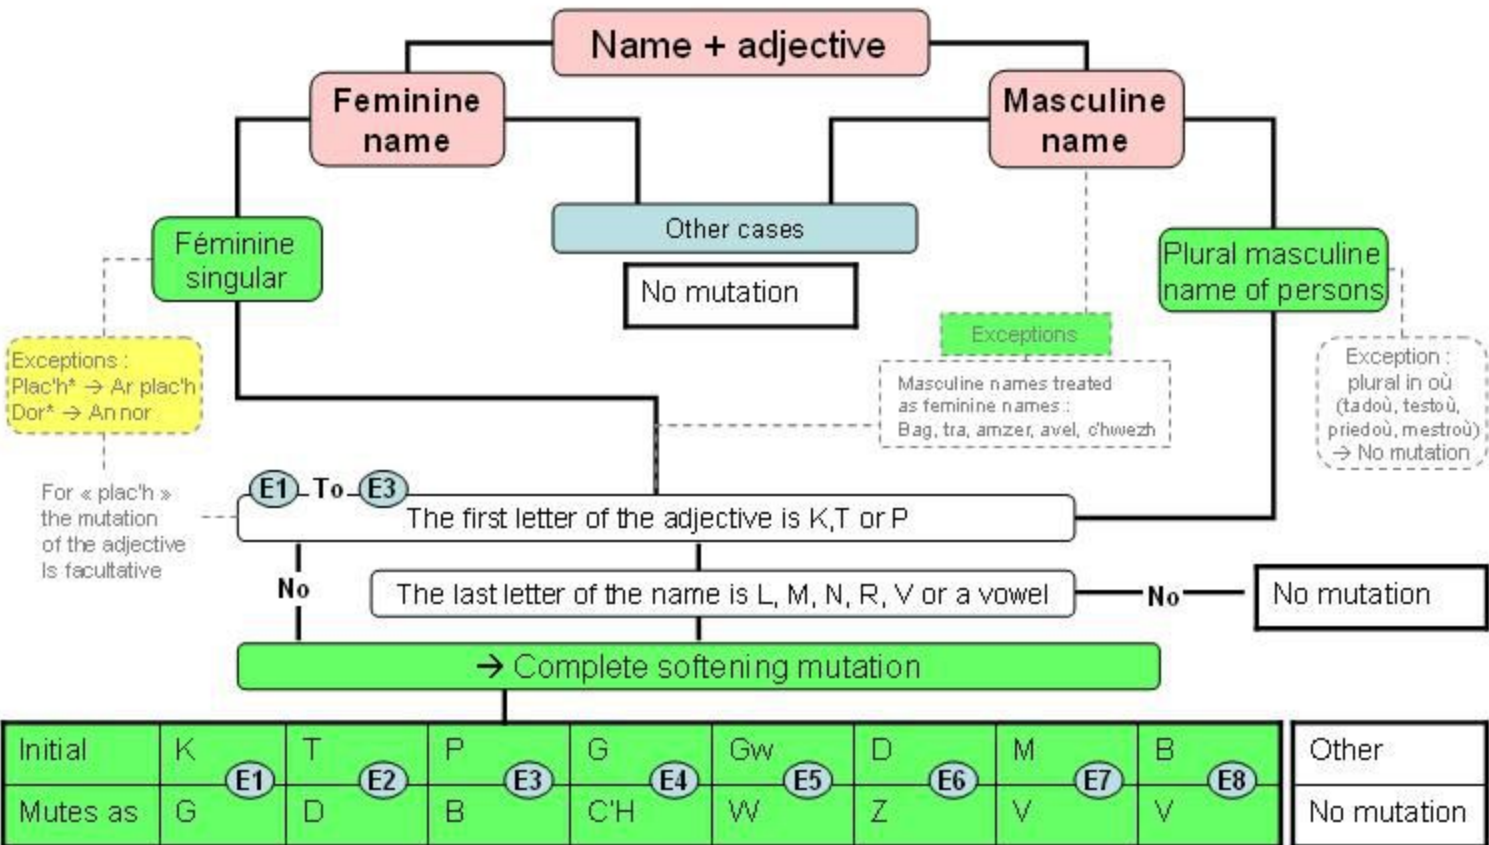 Name + adjective
Feminine
name
Masculine
name
Other cases
No mutation
Féminine
singular
Plural masculine
name of persons
Exceptions :
Plac'h* → Ar plac'h
Dor* → An nor
Exceptions
Masculine names treated
as feminine names :
Bag, tra, amzer, avel, c'hwezh
Exception :
plural in où
(tadoù, testoù,
priedoù, mestroù)
→ No mutation
For « plac'h »
the mutation
of the adjective
Is facultative
E1 To E3
The first letter of the adjective is K,T or P
No
The last letter of the name is L, M, N, R, V or a vowel
No
No mutation
→ Complete softening mutation
Initial K T P G Gw D M B Other
E1 E2 E3 E4 E5 E6 E7 E8
Mutes as G D B C'H W Z V V No mutation